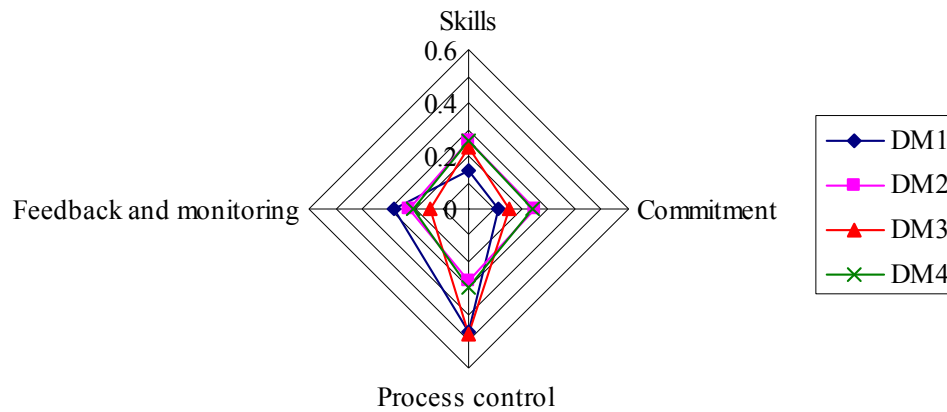 Skills
0.6
0.4
0.2
Feedback and monitoring
0
Commitment
Process control
DM1
DM2
DM3
DM4